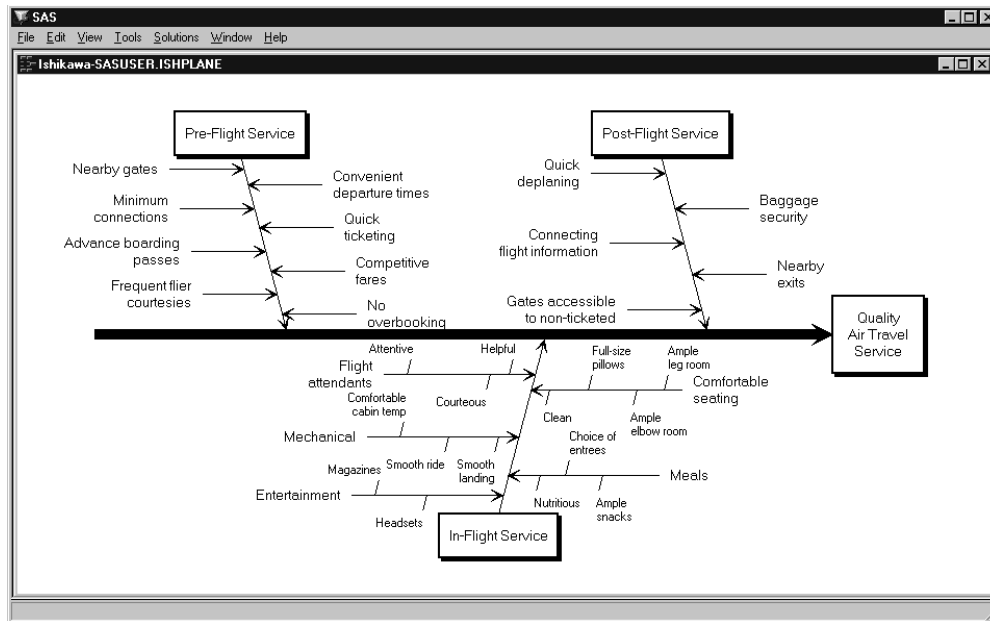 SAS
File Edit View Tools Solutions Window Help
Ishikawa-SASUSER.ISHPLANE
Pre-Flight Service
Nearby gates
Convenient
departure times
Minimum
connections
Quick
ticketing
Advance boarding
passes
Competitive
fares
Frequent flier
courtesies
No
overbooking
Post-Flight Service
Quick
deplaning
Baggage
security
Connecting
flight information
Nearby
exits
Gates accessible
to non-ticketed
Quality
Air Travel
Service
Flight
attendants
Attentive
Helpful
Courteous
Full-size
pillows
Ample
leg room
Comfortable
seating
Clean
Ample
elbow room
Mechanical
Comfortable
cabin temp
Smooth ride
Smooth
landing
Choice of
entrees
Meals
Nutritious
Ample
snacks
Entertainment
Magazines
Headsets
In-Flight Service